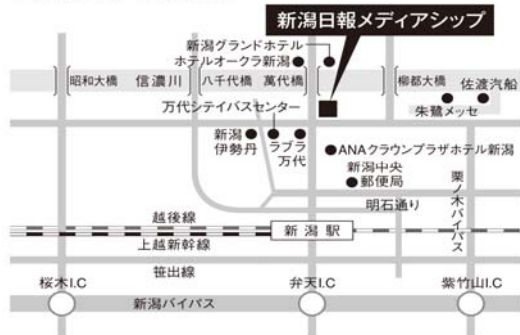 新潟日報メディアシップ
新潟グランドホテル
ホテルオークラ新潟
昭和大橋
信濃川
八千代橋
萬代橋
柳都大橋
佐渡汽船
朱鷺メッセ
万代シテイバスセンター
新潟
伊勢丹
ラブラ
万代
ANAクラウンプラザホテル新潟
新潟中央
郵便局
明石通り
栗ノ木バイパス
越後線
新潟駅
上越新幹線
笹出線
桜木I.C
弁天I.C
紫竹山I.C
新潟バイパス